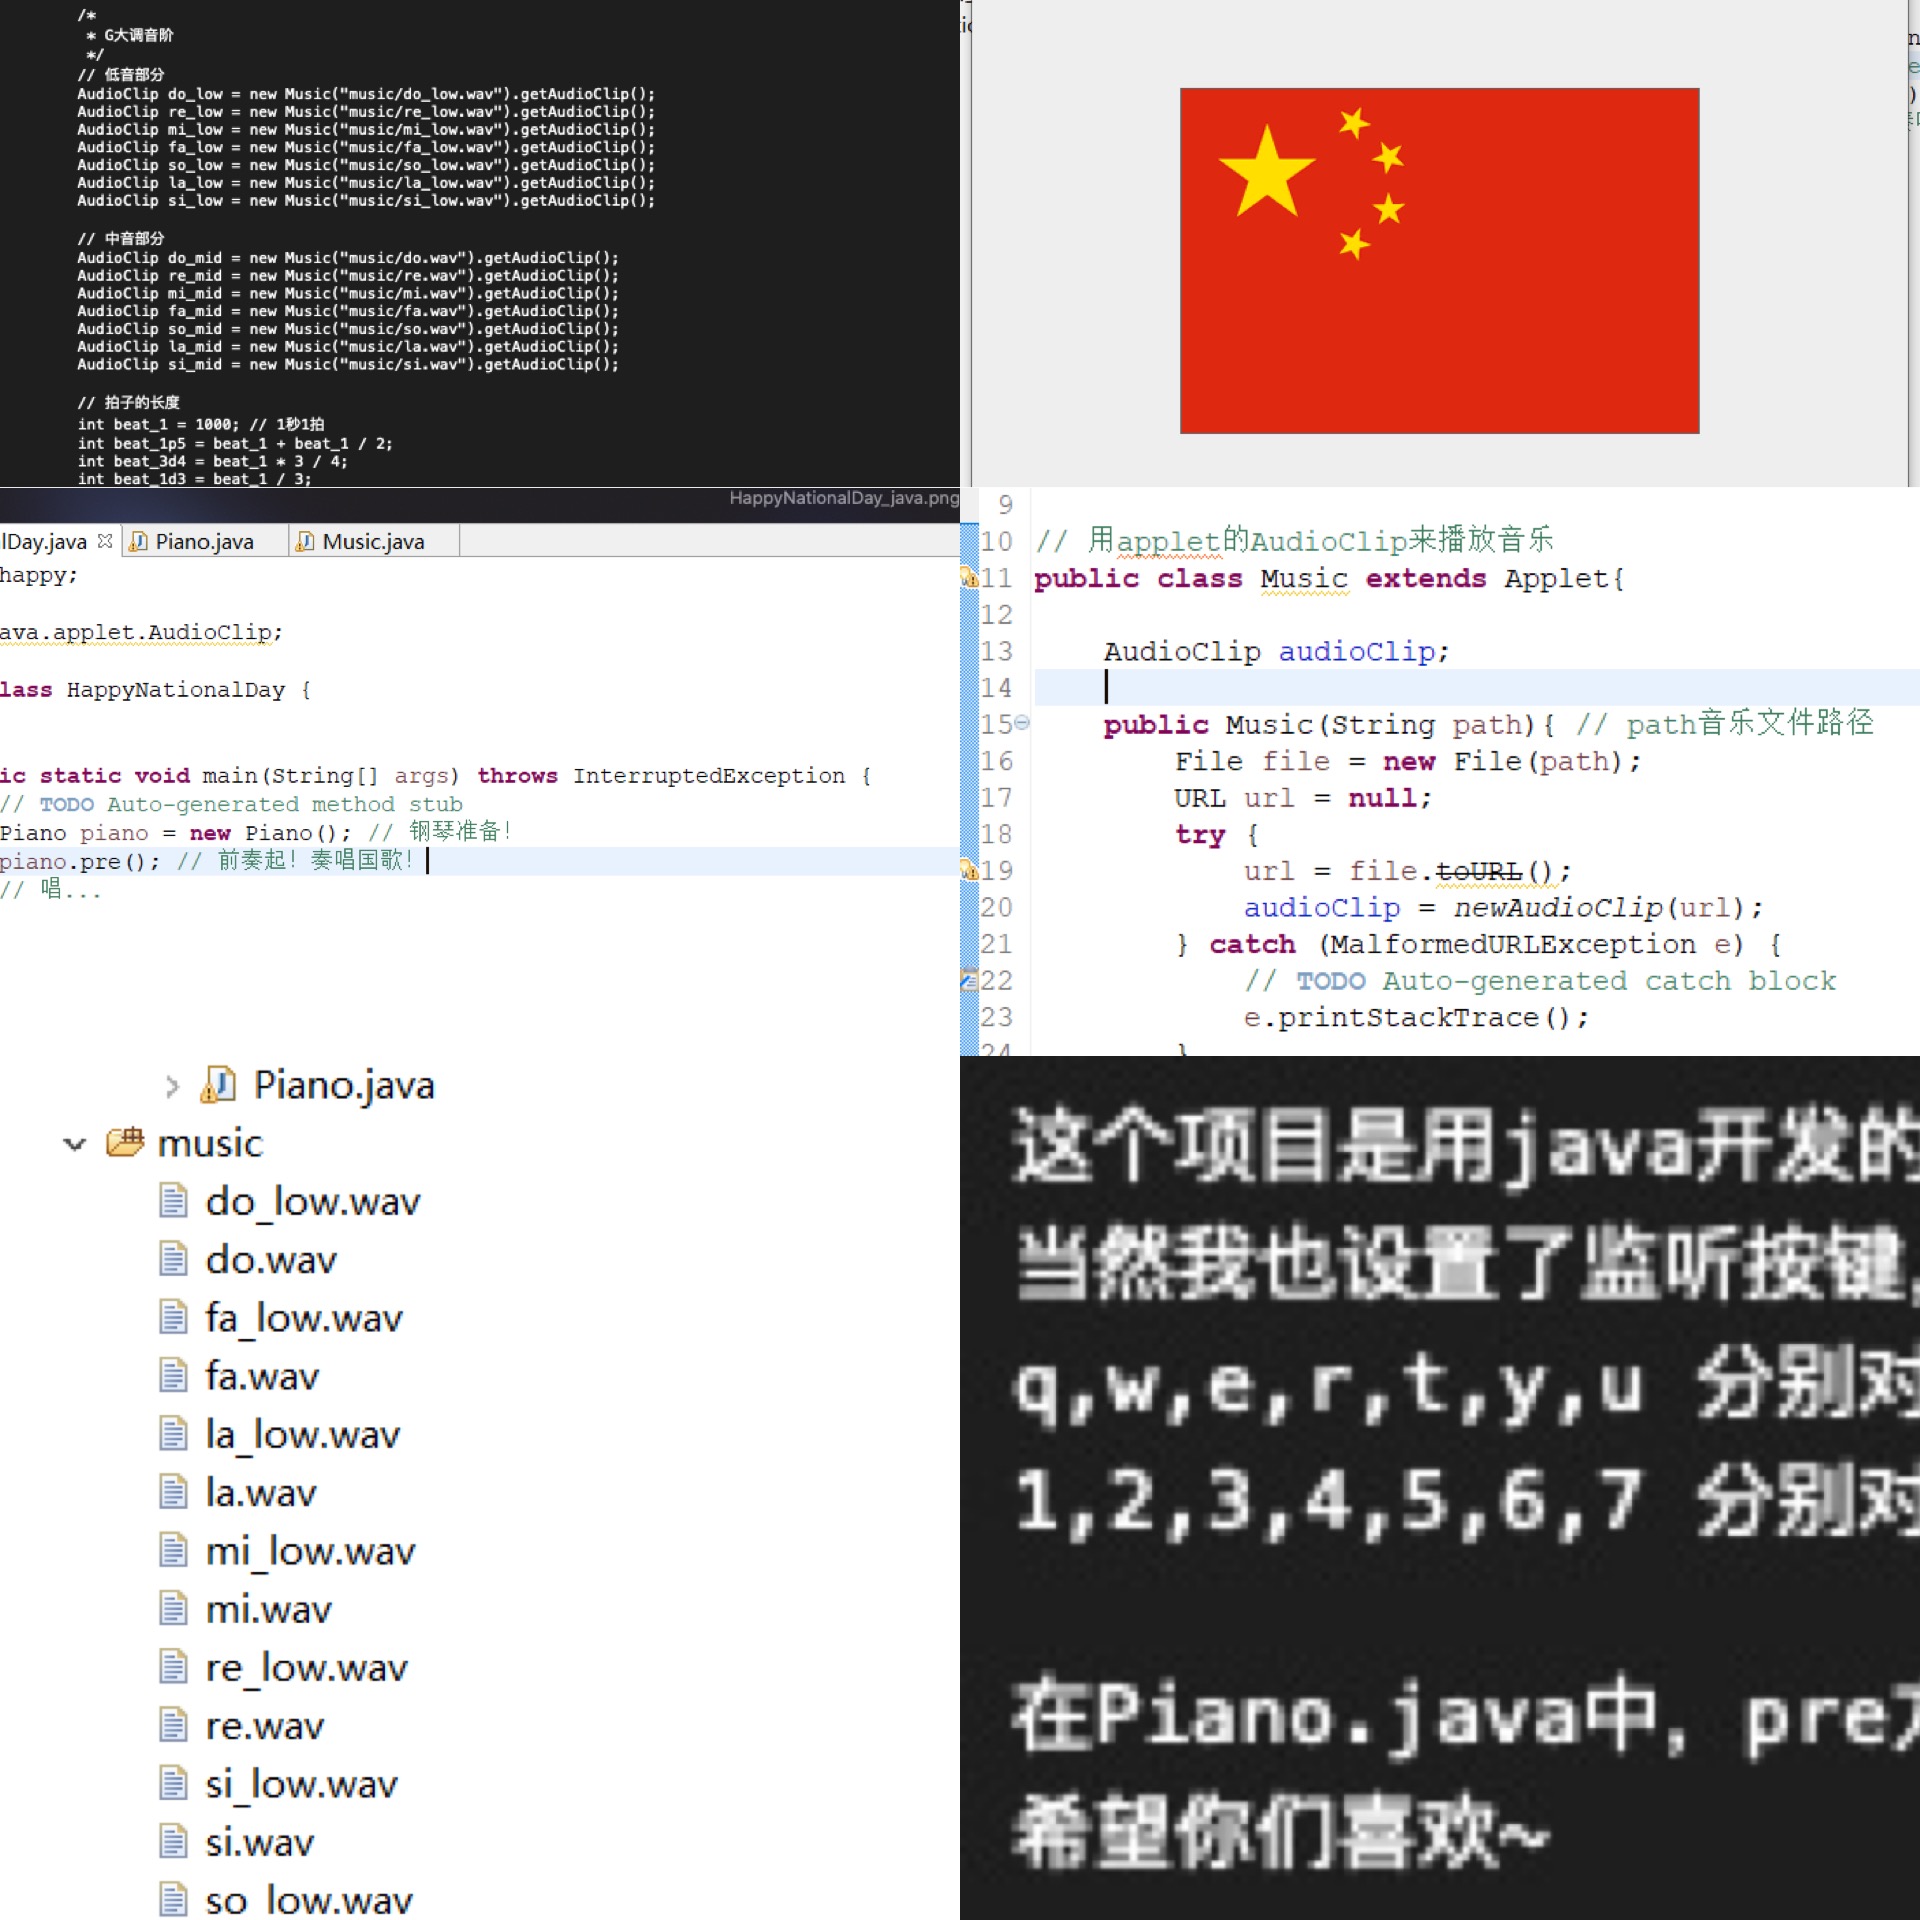 /*
* G大调音阶
*/
// 低音部分
AudioClip do_low = new Music("music/do_low.wav").getAudioClip();
AudioClip re_low = new Music("music/re_low.wav").getAudioClip();
AudioClip mi_low = new Music("music/mi_low.wav").getAudioClip();
AudioClip fa_low = new Music("music/fa_low.wav").getAudioClip();
AudioClip so_low = new Music("music/so_low.wav").getAudioClip();
AudioClip la_low = new Music("music/la_low.wav").getAudioClip();
AudioClip si_low = new Music("music/si_low.wav").getAudioClip();
// 中音部分
AudioClip do_mid = new Music("music/do.wav").getAudioClip();
AudioClip re_mid = new Music("music/re.wav").getAudioClip();
AudioClip mi_mid = new Music("music/mi.wav").getAudioClip();
AudioClip fa_mid = new Music("music/fa.wav").getAudioClip();
AudioClip so_mid = new Music("music/so.wav").getAudioClip();
AudioClip la_mid = new Music("music/la.wav").getAudioClip();
AudioClip si_mid = new Music("music/si.wav").getAudioClip();
// 拍子的长度
int beat_1 = 1000; // 1秒1拍
int beat_1p5 = beat_1 + beat_1 / 2;
int beat_3d4 = beat_1 * 3 / 4;
int beat_1d3 = beat_1 / 3;
HappyNationalDay_java.png
lDay.java Piano.java Music.java
happy;
ava.applet.AudioClip;
lass HappyNationalDay {
ic static void main(String[] args) throws InterruptedException {
// TODO Auto-generated method stub
Piano piano = new Piano(); // 钢琴准备!
piano.pre(); // 前奏起! 奏唱国歌!
// 唱...
9
10 // 用applet的AudioClip来播放音乐
11 public class Music extends Applet{
12
13 AudioClip audioClip;
14
15 public Music(String path){ // path音乐文件路径
16 File file = new File(path);
17 URL url = null;
18 try {
19 url = file.toURL();
20 audioClip = newAudioClip(url);
21 } catch (MalformedURLException e) {
22 // TODO Auto-generated catch block
23 e.printStackTrace();
24 }
Piano.java
music
do_low.wav
do.wav
fa_low.wav
fa.wav
la_low.wav
la.wav
mi_low.wav
mi.wav
re_low.wav
re.wav
si_low.wav
si.wav
so_low.wav
这个项目是用java开发的
当然我也设置了监听按键,
q,w,e,r,t,y,u 分别对
1,2,3,4,5,6,7 分别对
在Piano.java中, pre
希望你们喜欢~